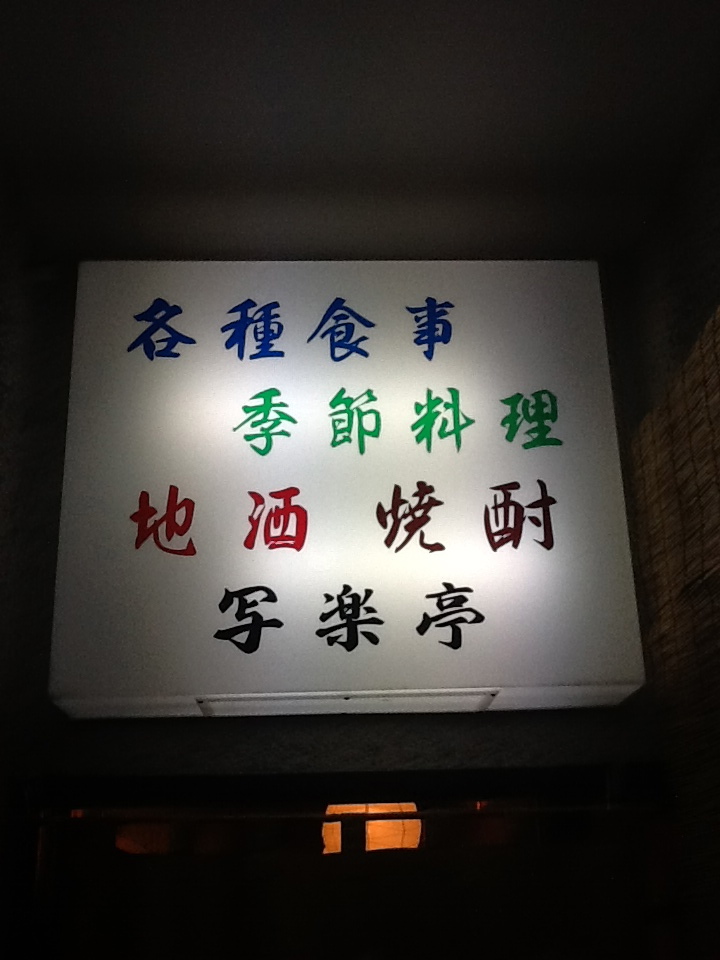 各種食事
季節料理
地酒 焼酎
写楽亭